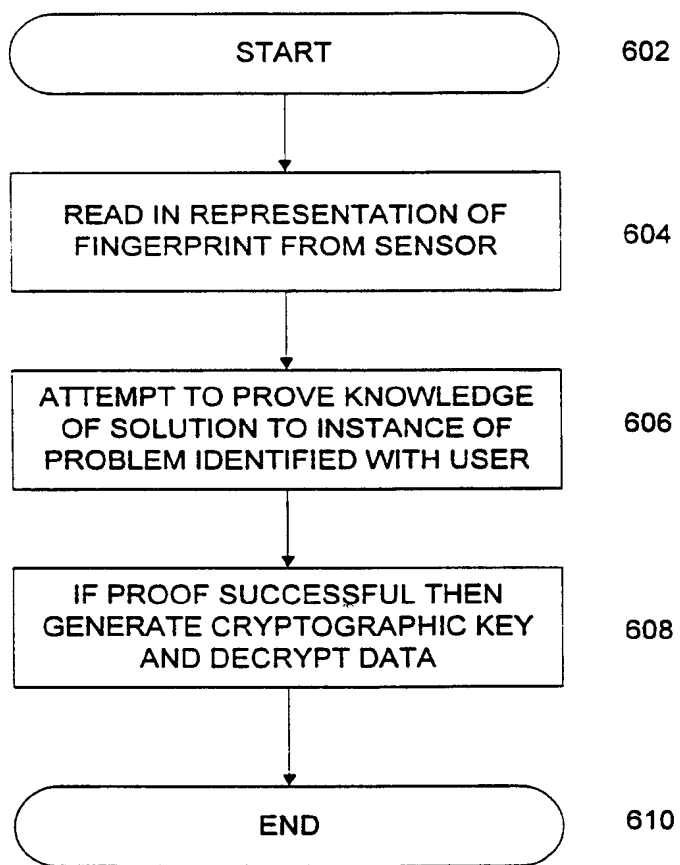 START
602
READ IN REPRESENTATION OF
FINGERPRINT FROM SENSOR
604
ATTEMPT TO PROVE KNOWLEDGE
OF SOLUTION TO INSTANCE OF
PROBLEM IDENTIFIED WITH USER
606
IF PROOF SUCCESSFUL THEN
GENERATE CRYPTOGRAPHIC KEY
AND DECRYPT DATA
608
END
610